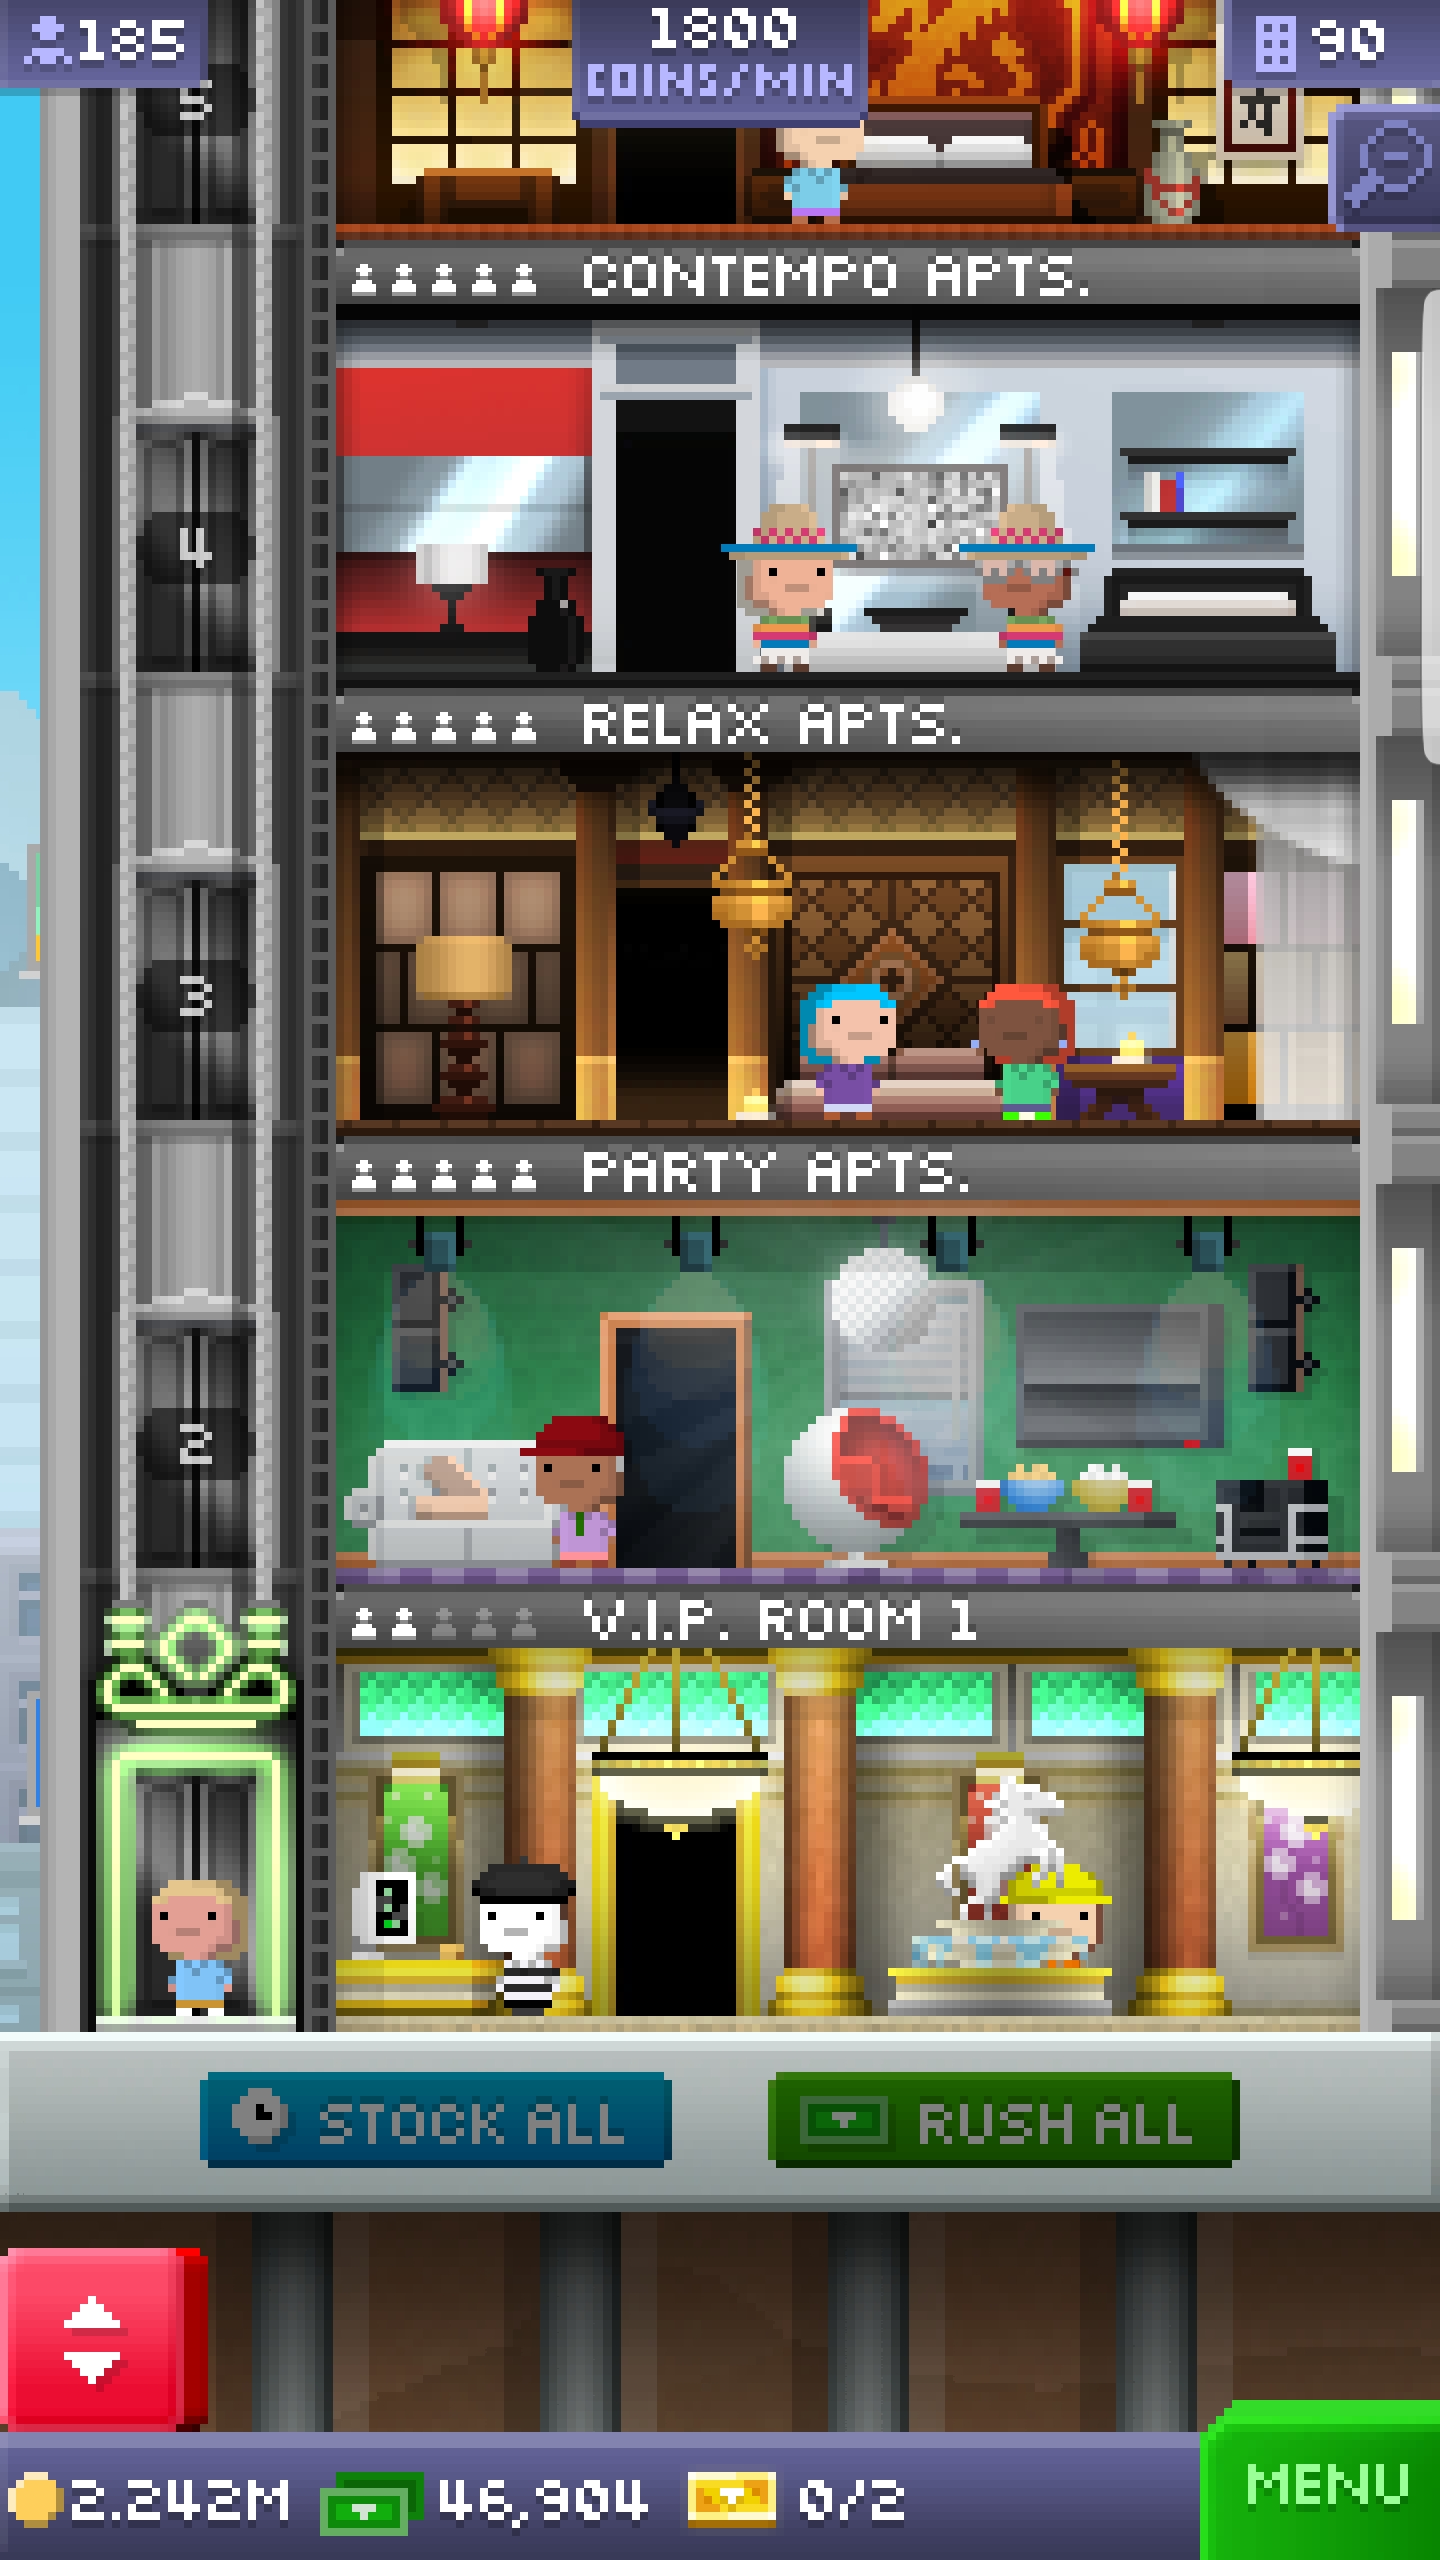 185
1800
COINS/MIN
90
5
CONTEMPO APTS.
4
RELAX APTS.
3
PARTY APTS.
2
V.I.P. ROOM 1
STOCK ALL
RUSH ALL
2.242M
46,904
0/2
MENU